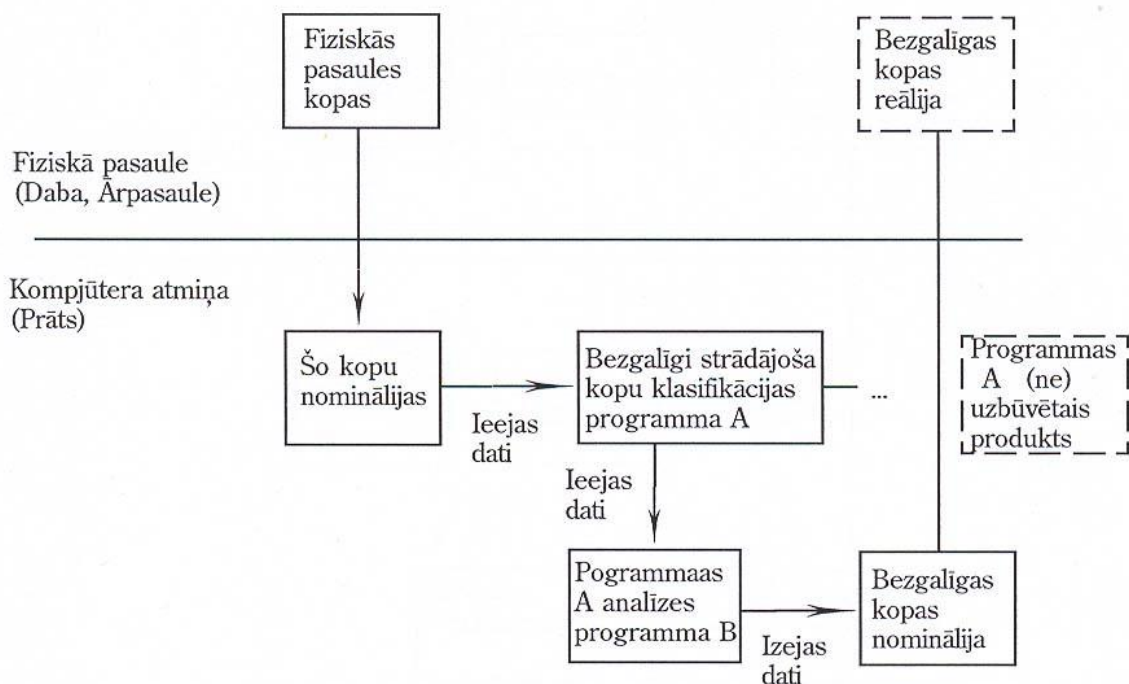 Fiziskās
pasaules
kopas
Bezgalīgas
kopas
reālija
Fiziskā pasaule
(Daba, Ārpasaule)
Kompjūtera atmiņa
(Prāts)
Šo kopu
nominālijas
Ieejas
dati
Bezgalīgi strādājoša
kopu klasifikācijas
programma A
...
Programmas
A (ne)
uzbūvētais
produkts
Ieejas
dati
Pogrammaas
A analīzes
programma B
Izejas
dati
Bezgalīgas
kopas
nominālija